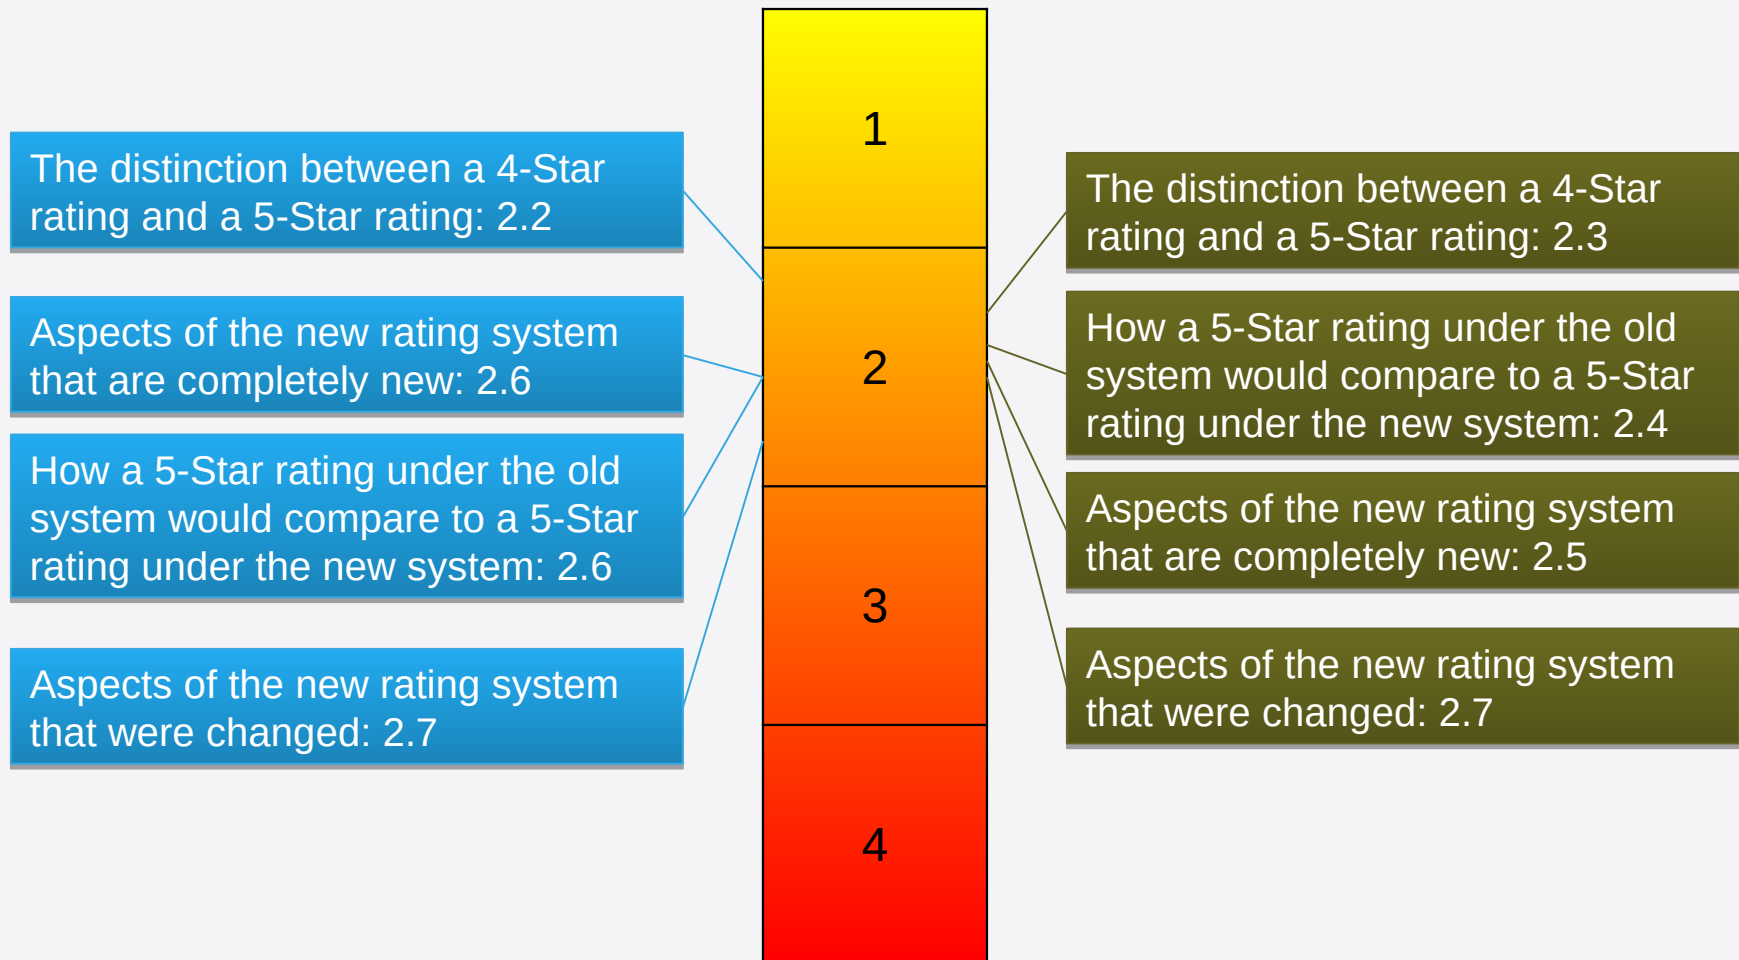 The distinction between a 4-Star
rating and a 5-Star rating: 2.2
Aspects of the new rating system
that are completely new: 2.6
How a 5-Star rating under the old
system would compare to a 5-Star
rating under the new system: 2.6
Aspects of the new rating system
that were changed: 2.7
1
2
3
4
The distinction between a 4-Star
rating and a 5-Star rating: 2.3
How a 5-Star rating under the old
system would compare to a 5-Star
rating under the new system: 2.4
Aspects of the new rating system
that are completely new: 2.5
Aspects of the new rating system
that were changed: 2.7